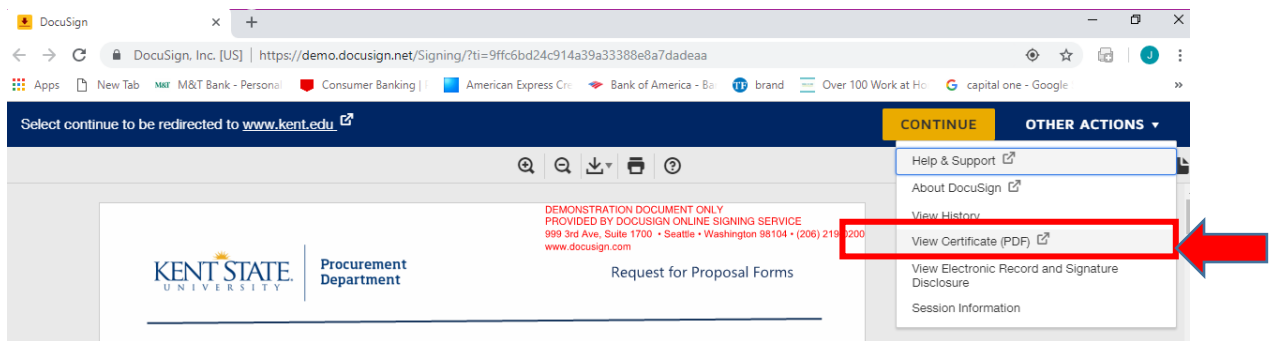 DocuSign
DocuSign, Inc. [US] | https://demo.docusign.net/Signing/?ti=9ffc6bd24c914a39a33388e8a7dadeaa
J
Apps New Tab M&T M&T Bank - Personal Consumer Banking | American Express Cre Bank of America - Ba TF brand Over 100 Work at Ho G capital one - Google »
Select continue to be redirected to www.kent.edu
CONTINUE OTHER ACTIONS
Help & Support
About DocuSign
View History
View Certificate (PDF)
View Electronic Record and Signature
Disclosure
Session Information
DEMONSTRATION DOCUMENT ONLY
PROVIDED BY DOCUSIGN ONLINE SIGNING SERVICE
999 3rd Ave, Suite 1700 • Seattle • Washington 98104 • (206) 219-0200
www.docusign.com
KENT STATE.
UNIVERSITY
Procurement
Department
Request for Proposal Forms